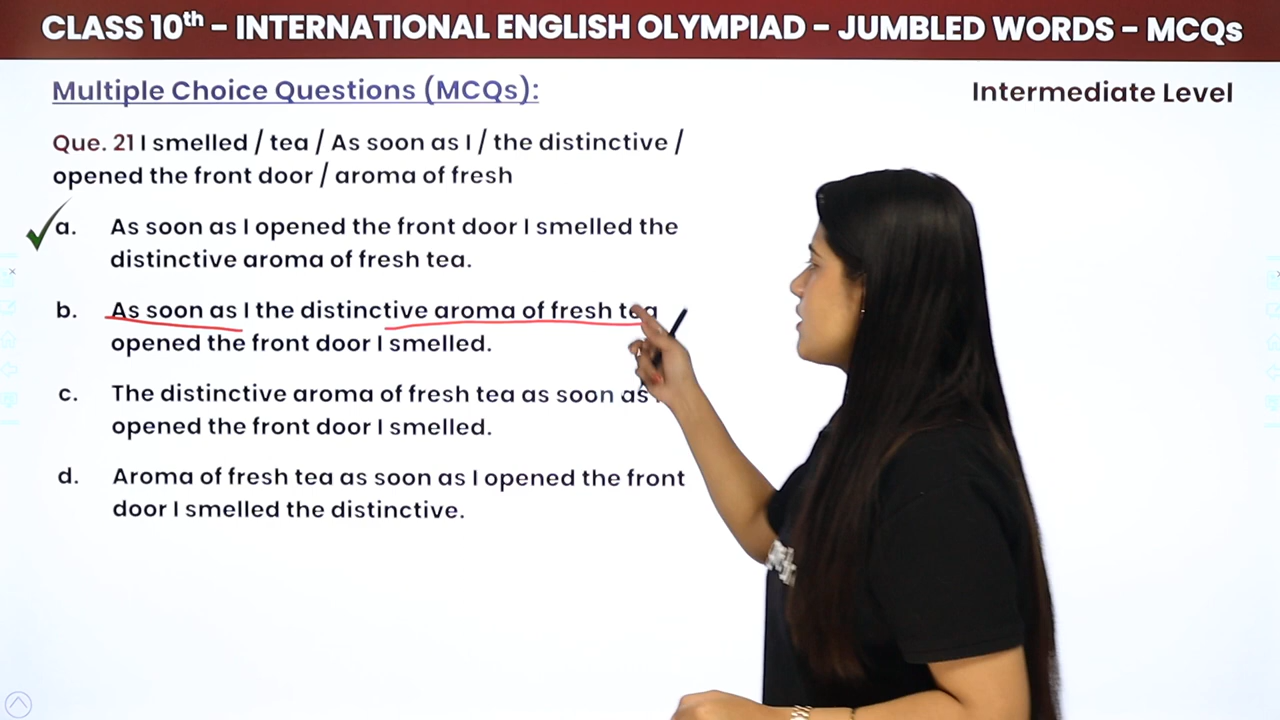 CLASS 10th – INTERNATIONAL ENGLISH OLYMPIAD – JUMBLED WORDS – MCQs
Multiple Choice Questions (MCQs):
Intermediate Level
Que. 21 I smelled / tea / As soon as I / the distinctive /
opened the front door / aroma of fresh
a. As soon as I opened the front door I smelled the
distinctive aroma of fresh tea.
b. As soon as I the distinctive aroma of fresh tea
opened the front door I smelled.
c. The distinctive aroma of fresh tea as soon as
opened the front door I smelled.
d. Aroma of fresh tea as soon as I opened the front
door I smelled the distinctive.